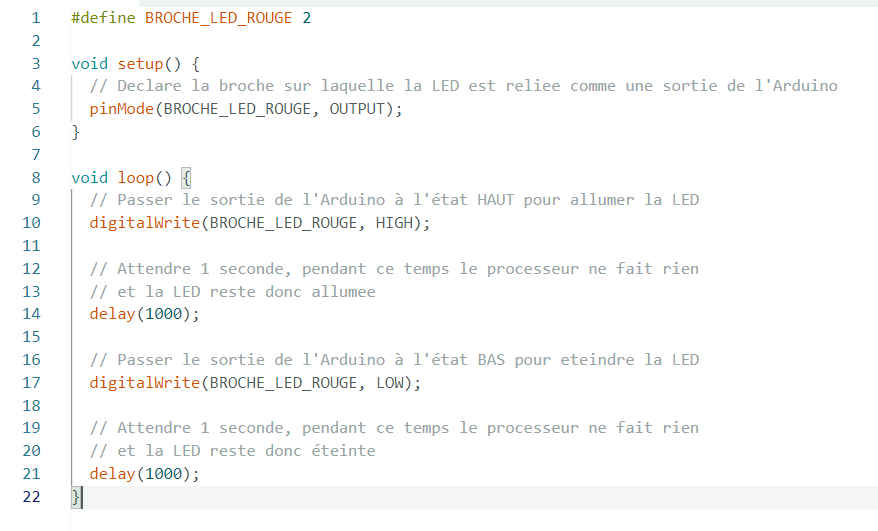 1 #define BROCHE_LED_ROUGE 2
2
3 void setup() {
4 // Declare la broche sur laquelle la LED est reliee comme une sortie de l'Arduino
5 pinMode(BROCHE_LED_ROUGE, OUTPUT);
6 }
7
8 void loop() {
9 // Passer le sortie de l'Arduino à l'état HAUT pour allumer la LED
10 digitalWrite(BROCHE_LED_ROUGE, HIGH);
11
12 // Attendre 1 seconde, pendant ce temps le processeur ne fait rien
13 // et la LED reste donc allumee
14 delay(1000);
15
16 // Passer le sortie de l'Arduino à l'état BAS pour eteindre la LED
17 digitalWrite(BROCHE_LED_ROUGE, LOW);
18
19 // Attendre 1 seconde, pendant ce temps le processeur ne fait rien
20 // et la LED reste donc éteinte
21 delay(1000);
22 }